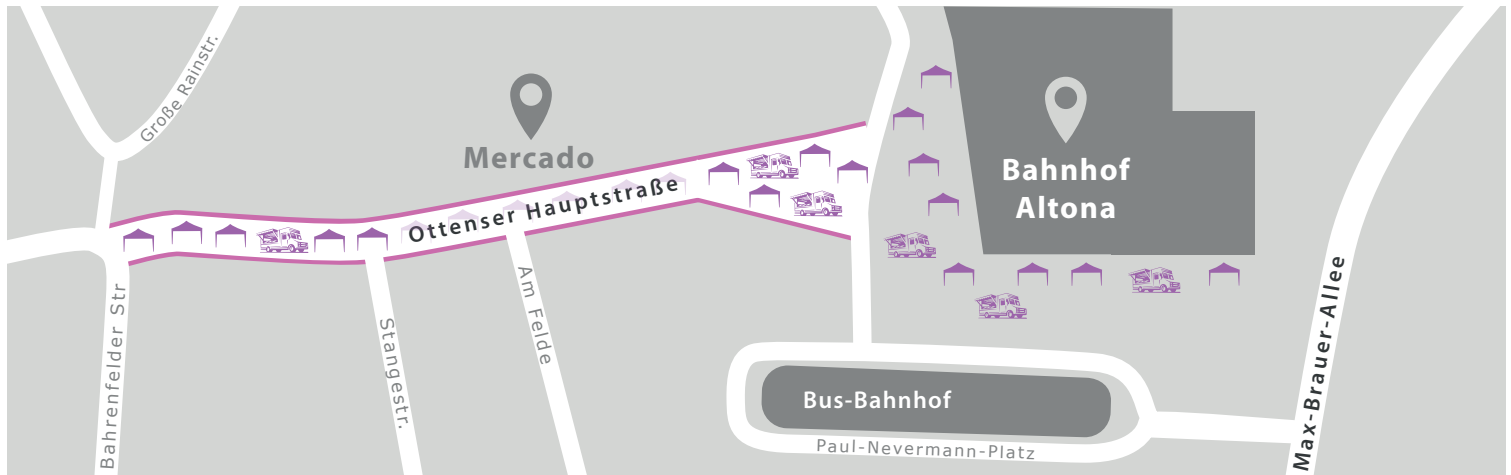 Große Rainstr.
Mercado
Bahnhof
Altona
Ottenser Hauptstraße
Bahrenfelder Str
Stangestr.
Am Felde
Bus-Bahnhof
Paul-Nevermann-Platz
Max-Brauer-Allee